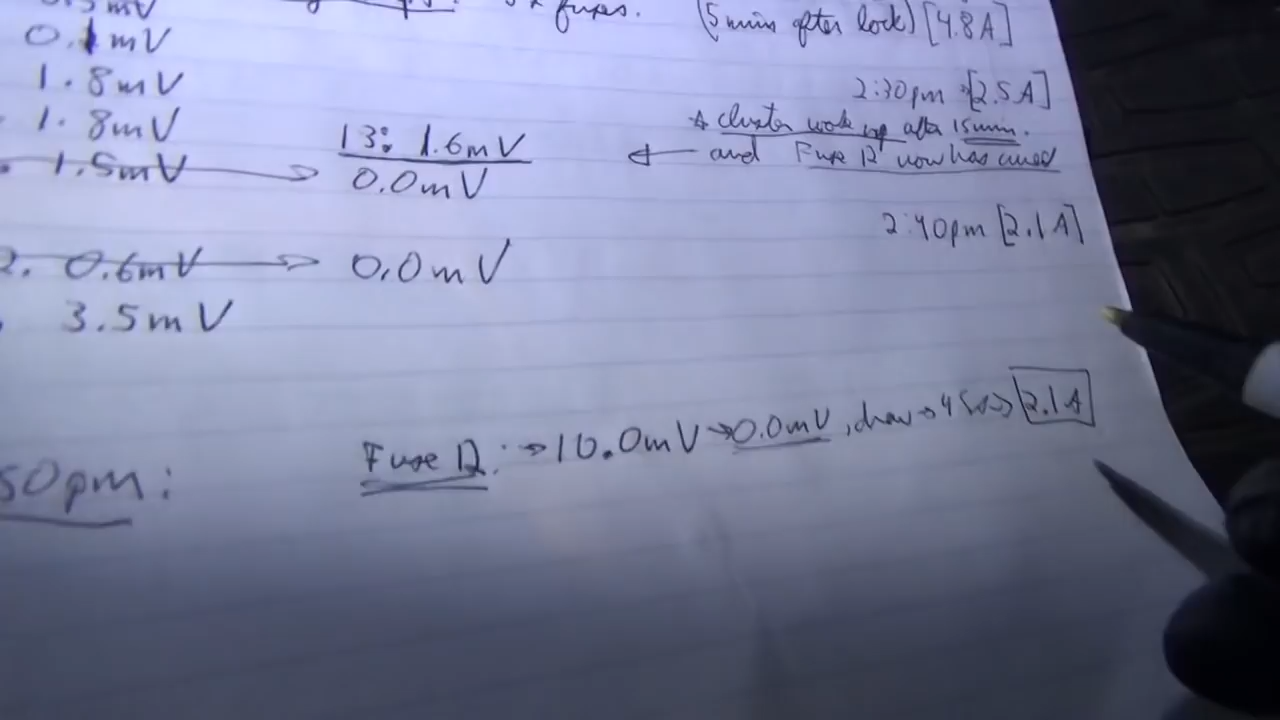 fuses. (5 mins after lock) [4.8A]
0.1mV
1.8mV 2:30pm [2.5A]
1.8mV 13: 1.6mV * cluster woke up after 15min.
1.5mV → 0.0mV ← and Fuse 12 now has
2:40pm [2.1A]
2. 0.6mV → 0.0mV
3.5mV
50pm: Fuse 12: → 10.0mV → 0.0mV, 2.1A